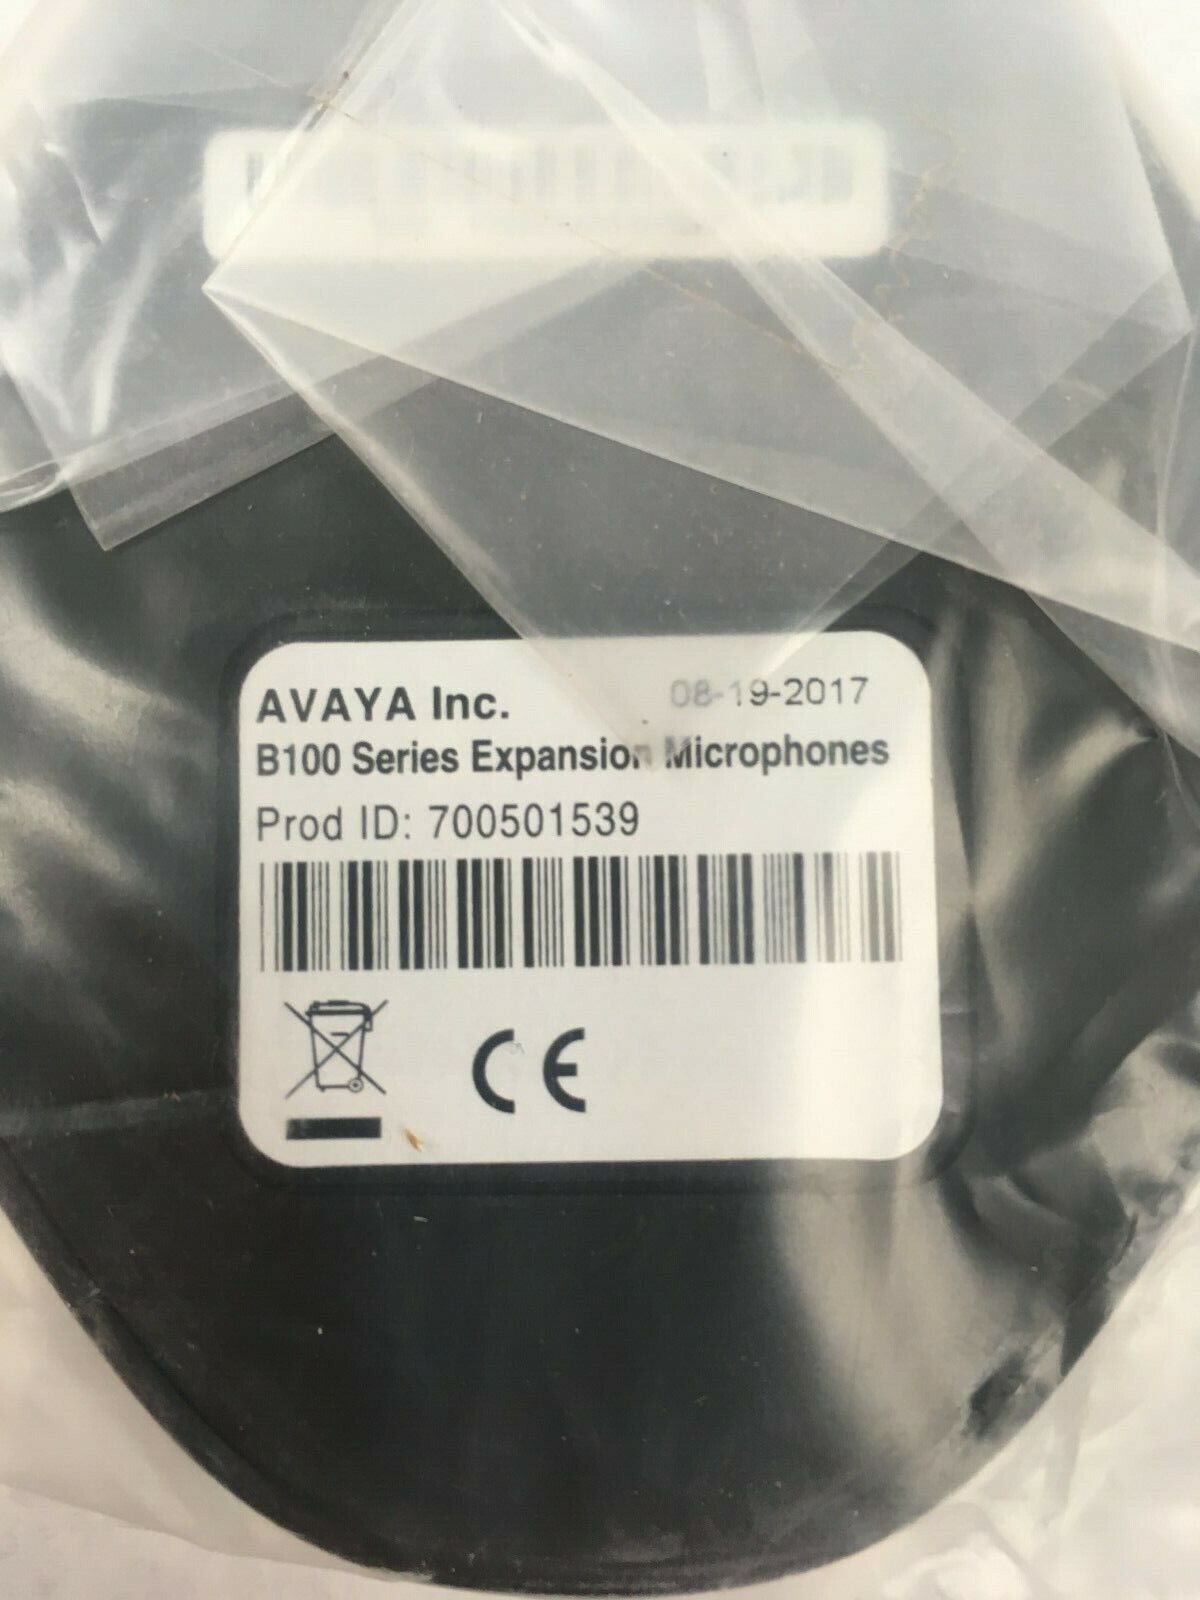 AVAYA Inc. 08-19-2017
B100 Series Expansion Microphones
Prod ID: 700501539
CE